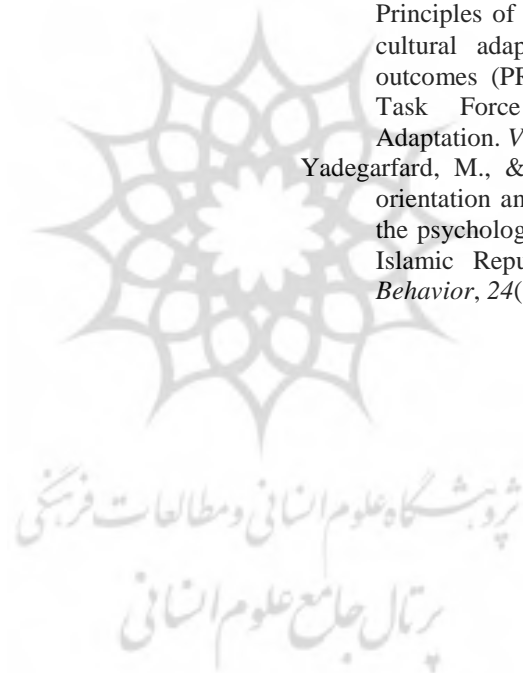 Principles of
cultural adap
outcomes (PR
Task Force
Adaptation. V
Yadegarfard, M., &
orientation an
the psycholog
Islamic Repu
Behavior, 24(
پژوهشگاه علوم انسانی و مطالعات فرهنگی
پرتال جامع علوم انسانی